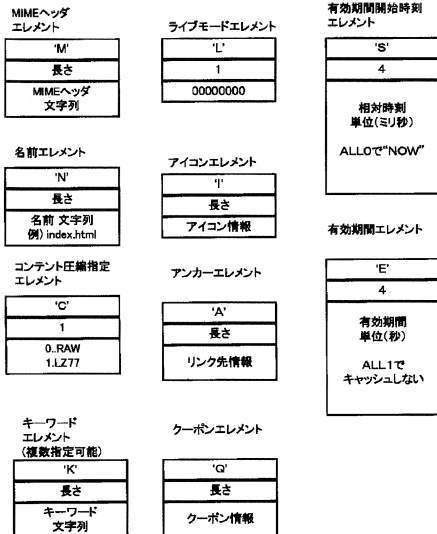 MIMEヘッダ
エレメント
'M'
長さ
MIMEヘッダ
文字列
ライブモードエレメント
'L'
1
00000000
有効期間開始時刻
エレメント
'S'
4
相対時刻
単位(ミリ秒)
ALL0で"NOW"
名前エレメント
'N'
長さ
名前 文字列
例) index.html
アイコンエレメント
'I'
長さ
アイコン情報
有効期間エレメント
'E'
4
有効期間
単位(秒)
ALL1で
キャッシュしない
コンテント圧縮指定
エレメント
'C'
1
0..RAW
1.LZ77
アンカーエレメント
'A'
長さ
リンク先情報
キーワード
エレメント
(複数指定可能)
'K'
長さ
キーワード
文字列
クーポンエレメント
'Q'
長さ
クーポン情報